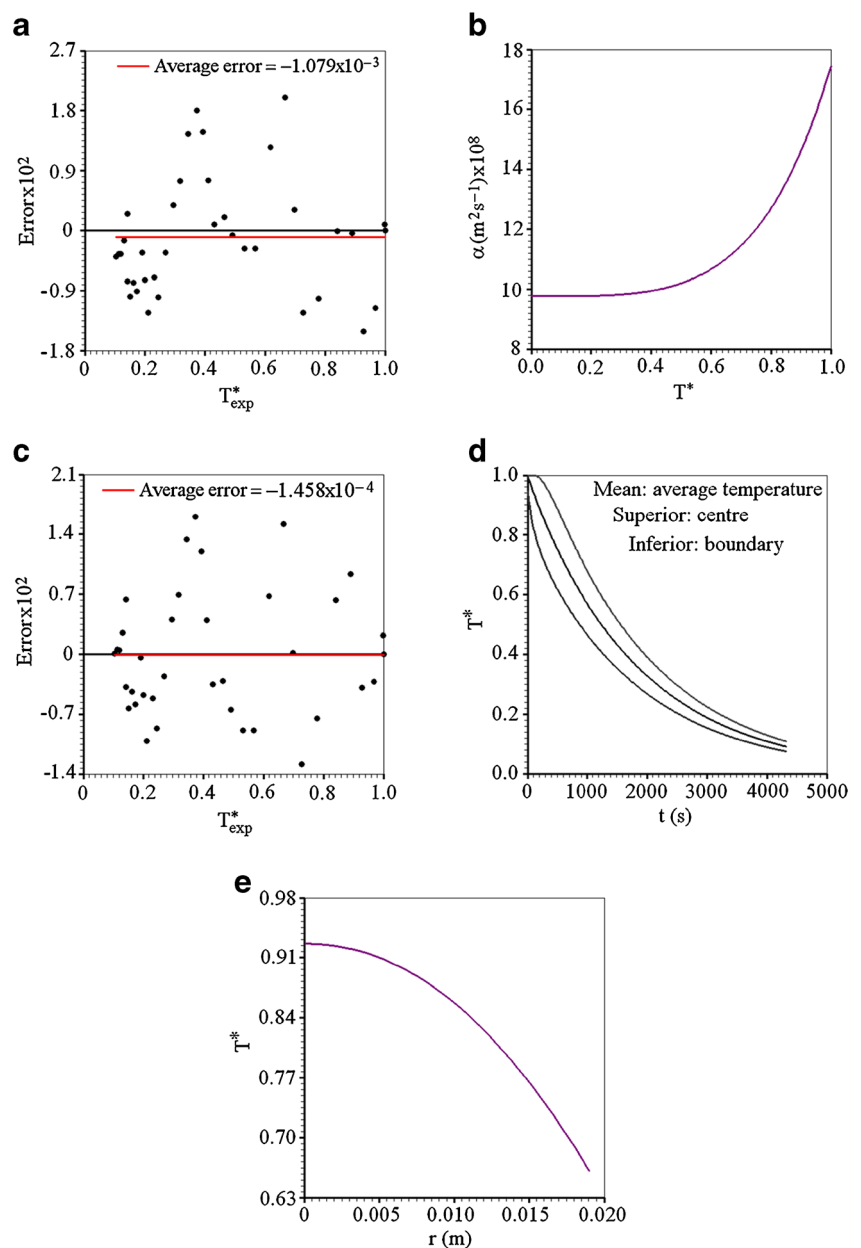 a
2.7
1.8
0.9
0
-0.9
-1.8
Errorx10²
Average error = −1.079x10⁻³
0 0.2 0.4 0.6 0.8 1.0
T*exp
b
18
16
14
12
10
8
α(m²s⁻¹)x10⁸
0.0 0.2 0.4 0.6 0.8 1.0
T*
c
2.1
1.4
0.7
0
-0.7
-1.4
Errorx10²
Average error = −1.458x10⁻⁴
0 0.2 0.4 0.6 0.8 1.0
T*exp
d
1.0
0.8
0.6
0.4
0.2
0.0
T*
Mean: average temperature
Superior: centre
Inferior: boundary
0 1000 2000 3000 4000 5000
t (s)
e
0.98
0.91
0.84
0.77
0.70
0.63
T*
0 0.005 0.010 0.015 0.020
r (m)